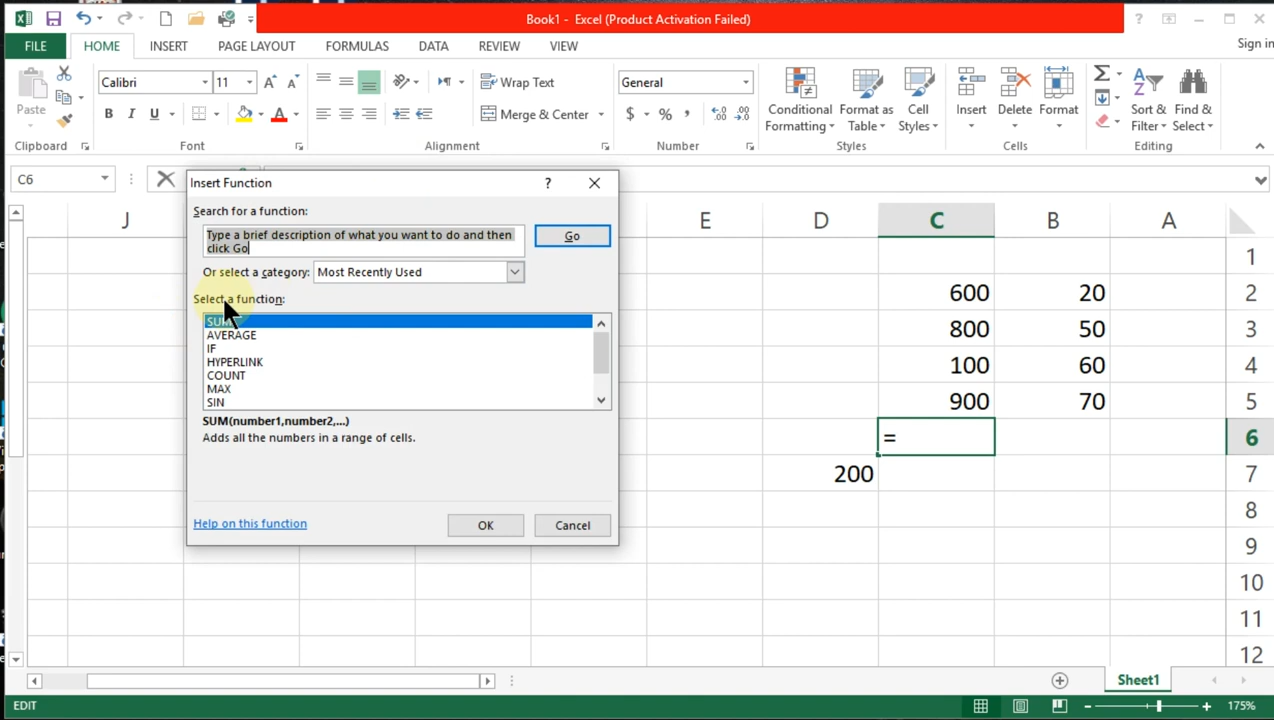 Book1 - Excel (Product Activation Failed)
FILE HOME INSERT PAGE LAYOUT FORMULAS DATA REVIEW VIEW
Sign in
Paste
Clipboard
Calibri 11
B I U
Font
Wrap Text
Merge & Center
Alignment
General
$ % ,
Number
Conditional Formatting
Format as Table
Cell Styles
Styles
Insert Delete Format
Cells
Sort & Filter
Find & Select
Editing
C6
Insert Function
Search for a function:
Type a brief description of what you want to do and then
click Go
Go
Or select a category: Most Recently Used
Select a function:
SUM
AVERAGE
IF
HYPERLINK
COUNT
MAX
SIN
SUM(number1,number2,...)
Adds all the numbers in a range of cells.
Help on this function
OK Cancel
J E D C B A
1
600 20 2
800 50 3
100 60 4
900 70 5
= 6
200 7
8
9
10
11
12
Sheet1
EDIT
175%